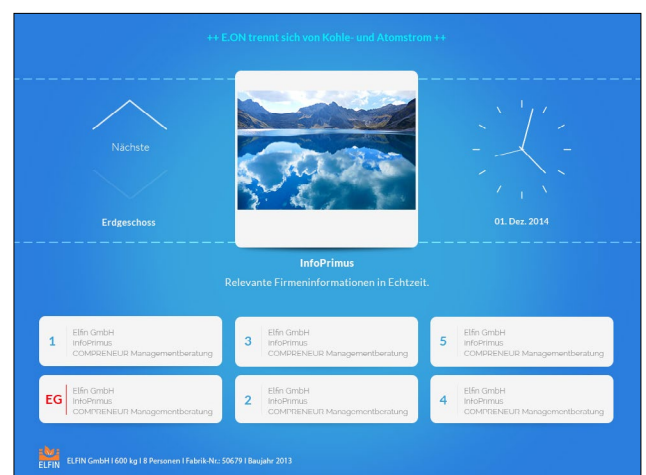 ++ E.ON trennt sich von Kohle- und Atomstrom ++
Nächste
Erdgeschoss
01. Dez. 2014
InfoPrimus
Relevante Firmeninformationen in Echtzeit.
1
Elfin GmbH
InfoPrimus
COMPRENEUR Managementberatung
3
Elfin GmbH
InfoPrimus
COMPRENEUR Managementberatung
5
Elfin GmbH
InfoPrimus
COMPRENEUR Managementberatung
EG
Elfin GmbH
InfoPrimus
COMPRENEUR Managementberatung
2
Elfin GmbH
InfoPrimus
COMPRENEUR Managementberatung
4
Elfin GmbH
InfoPrimus
COMPRENEUR Managementberatung
ELFIN
ELFIN GmbH I 600 kg I 8 Personen I Fabrik-Nr.: 50679 I Baujahr 2013